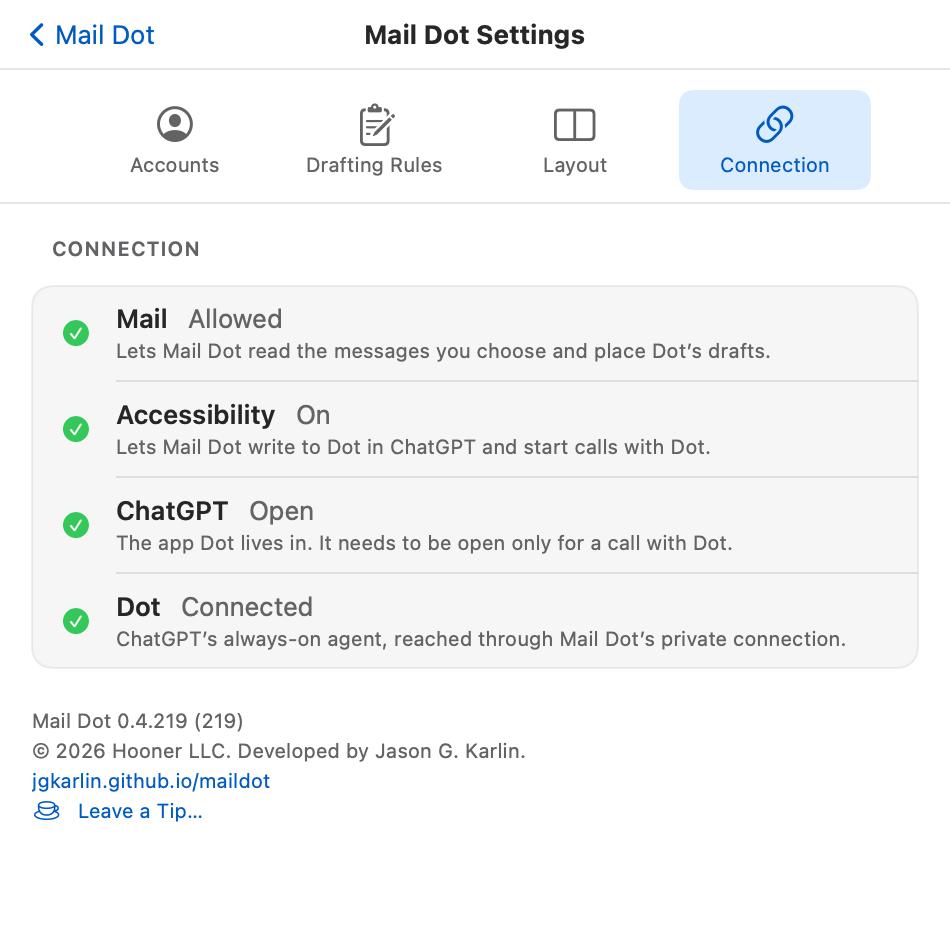 Mail Dot
Mail Dot Settings
Accounts
Drafting Rules
Layout
Connection
CONNECTION
Mail Allowed
Lets Mail Dot read the messages you choose and place Dot’s drafts.
Accessibility On
Lets Mail Dot write to Dot in ChatGPT and start calls with Dot.
ChatGPT Open
The app Dot lives in. It needs to be open only for a call with Dot.
Dot Connected
ChatGPT’s always-on agent, reached through Mail Dot’s private connection.
Mail Dot 0.4.219 (219)
© 2026 Hooner LLC. Developed by Jason G. Karlin.
jgkarlin.github.io/maildot
Leave a Tip…